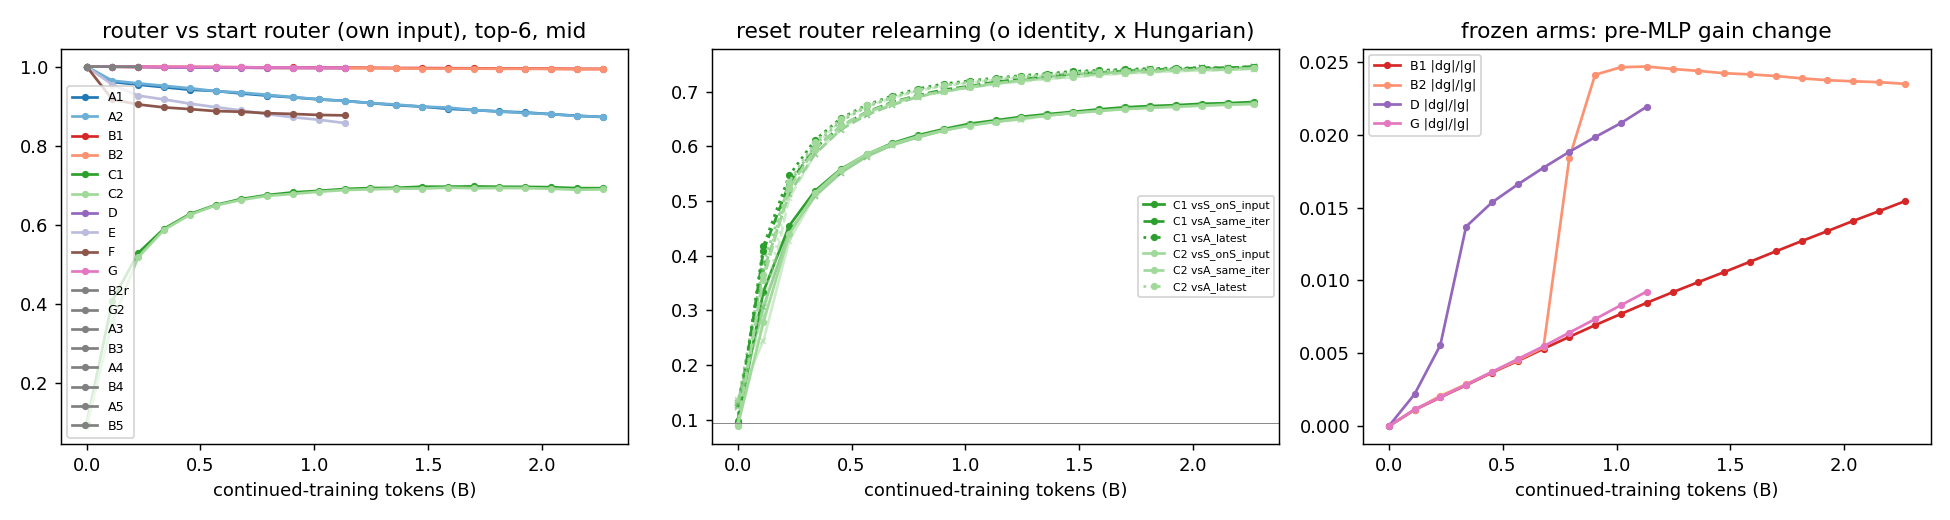 router vs start router (own input), top-6, mid
1.0
0.8
0.6
0.4
0.2
A1
A2
B1
B2
C1
C2
D
E
F
G
B2r
G2
A3
B3
A4
B4
A5
B5
0.0
0.5
1.0
1.5
2.0
continued-training tokens (B)
reset router relearning (o identity, x Hungarian)
0.7
0.6
0.5
0.4
0.3
0.2
0.1
C1 vsS_onS_input
C1 vsA_same_iter
C1 vsA_latest
C2 vsS_onS_input
C2 vsA_same_iter
C2 vsA_latest
0.0
0.5
1.0
1.5
2.0
continued-training tokens (B)
frozen arms: pre-MLP gain change
0.025
0.020
0.015
0.010
0.005
0.000
B1 |dg|/|g|
B2 |dg|/|g|
D |dg|/|g|
G |dg|/|g|
0.0
0.5
1.0
1.5
2.0
continued-training tokens (B)